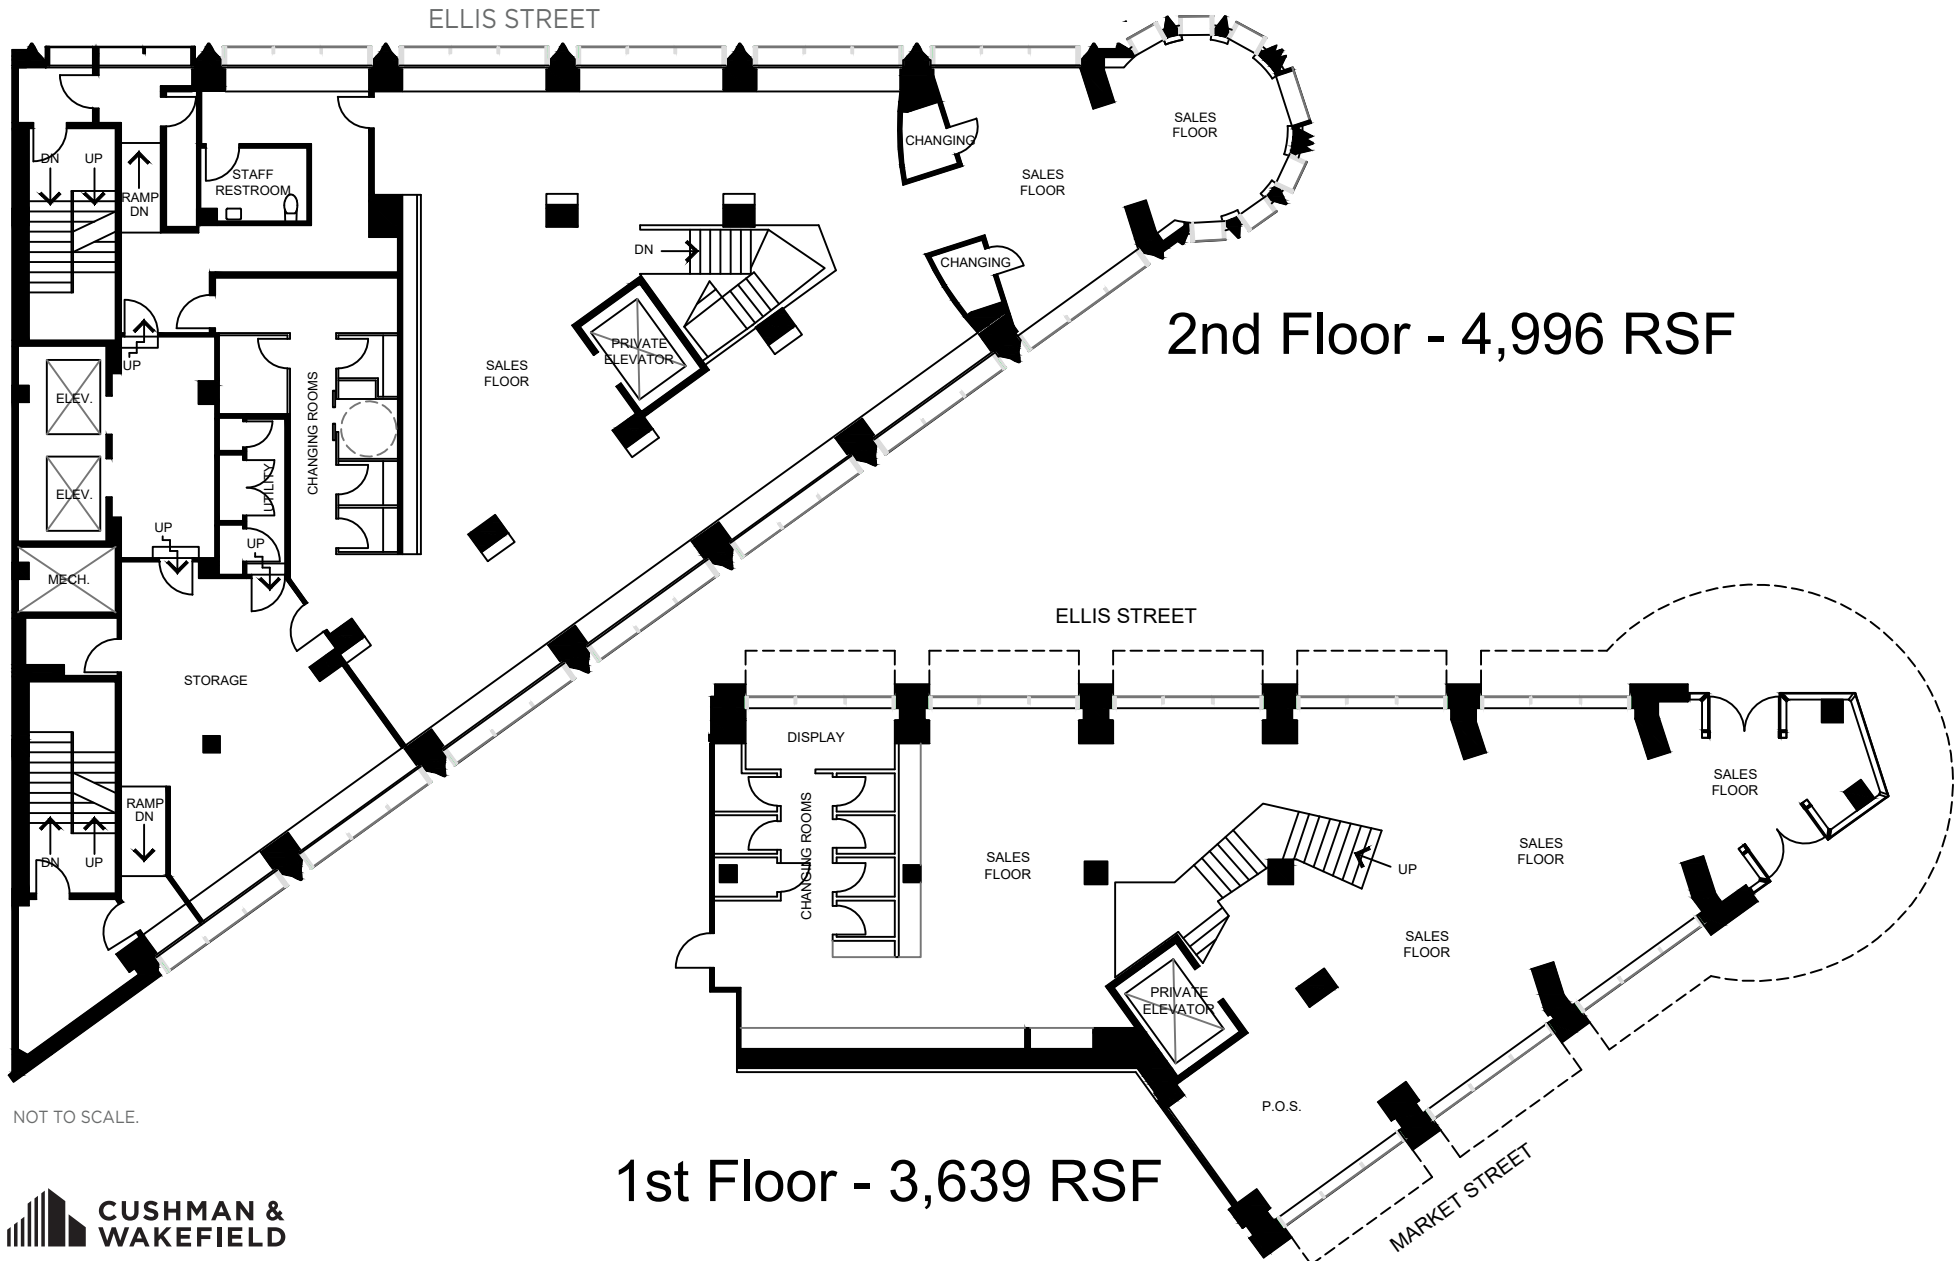 ELLIS STREET
SALES
FLOOR
CHANGING
SALES
FLOOR
DN
UP
STAFF
RESTROOM
RAMP
DN
DN
CHANGING
2nd Floor - 4,996 RSF
PRIVATE
ELEVATOR
UP
SALES
FLOOR
ELEV.
CHANGING ROOMS
ELEV.
UTILITY
UP
UP
MECH.
STORAGE
RAMP
DN
DN
UP
ELLIS STREET
DISPLAY
SALES
FLOOR
CHANGING ROOMS
SALES
FLOOR
SALES
FLOOR
UP
SALES
FLOOR
PRIVATE
ELEVATOR
P.O.S.
NOT TO SCALE.
1st Floor - 3,639 RSF
MARKET STREET
CUSHMAN &
WAKEFIELD